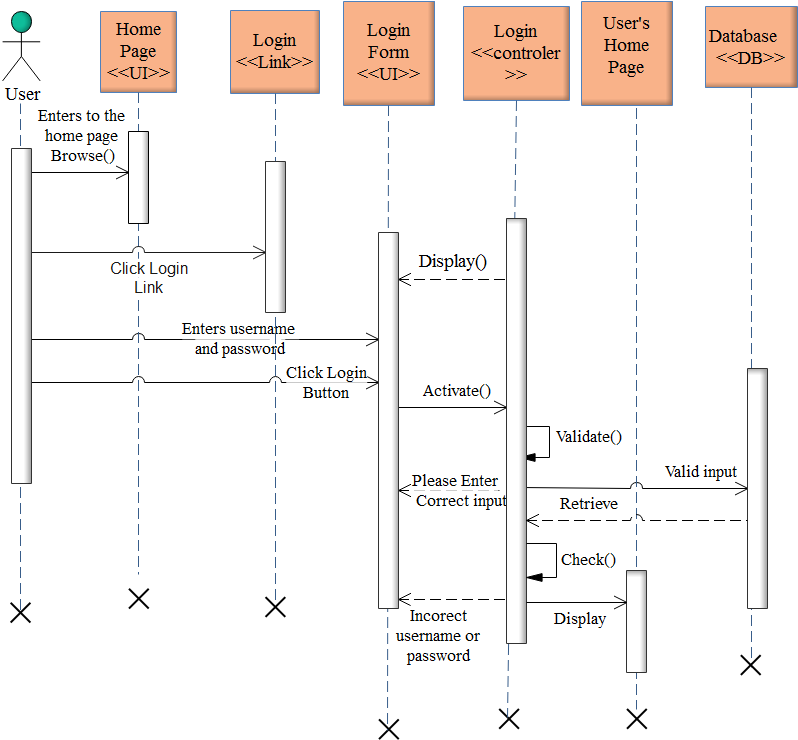 User
Home
Page
<<UI>>
Login
<<Link>>
Login
Form
<<UI>>
Login
<<controler
>>
User's
Home
Page
Database
<<DB>>
Enters to the
home page
Browse()
Click Login
Link
Display()
Enters username
and password
Click Login
Button
Activate()
Validate()
Please Enter
Correct input
Valid input
Retrieve
Check()
Incorect
username or
password
Display